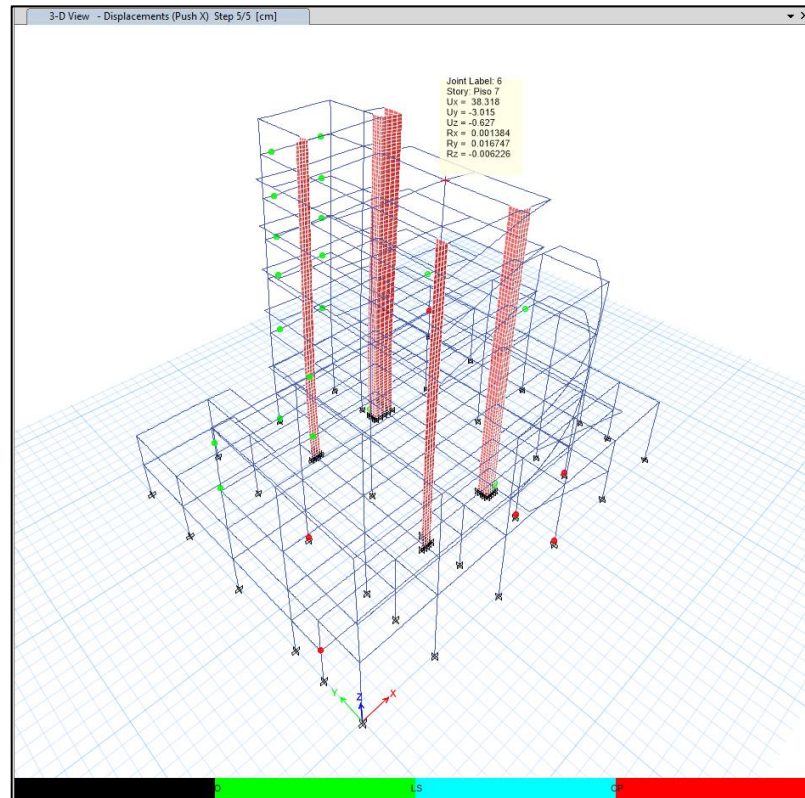 3-D View - Displacements (Push X) Step 5/5 [cm]
Joint Label: 6
Story: Piso 7
Ux = 38.318
Uy = -3.015
Uz = -0.627
Rx = 0.001384
Ry = 0.016747
Rz = -0.006226
Y
Z
X
LS
CP